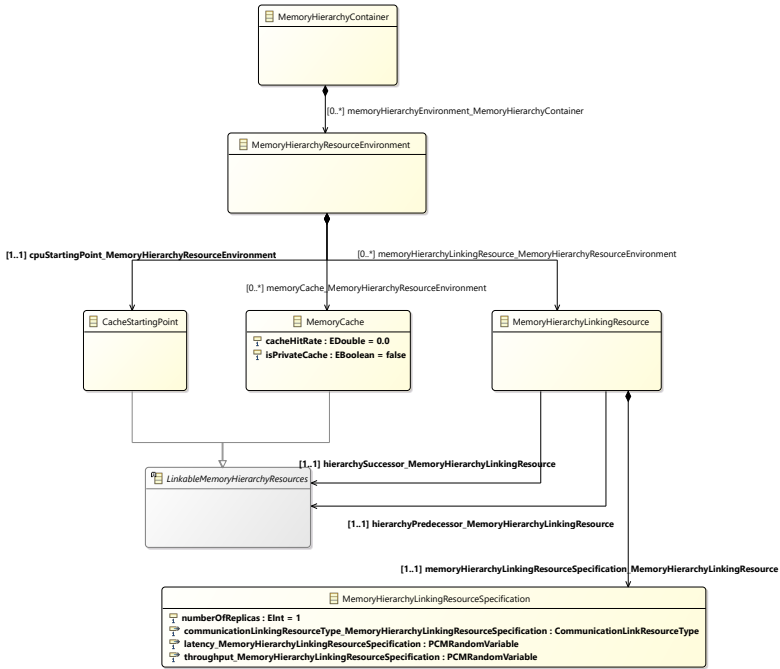 MemoryHierarchyContainer
[0..*] memoryHierarchyEnvironment_MemoryHierarchyContainer
MemoryHierarchyResourceEnvironment
[1..1] cpuStartingPoint_MemoryHierarchyResourceEnvironment
[0..*] memoryHierarchyLinkingResource_MemoryHierarchyResourceEnvironment
[0..*] memoryCache_MemoryHierarchyResourceEnvironment
CacheStartingPoint
MemoryCache
cacheHitRate : EDouble = 0.0
isPrivateCache : EBoolean = false
MemoryHierarchyLinkingResource
[1..1] hierarchySuccessor_MemoryHierarchyLinkingResource
LinkableMemoryHierarchyResources
[1..1] hierarchyPredecessor_MemoryHierarchyLinkingResource
[1..1] memoryHierarchyLinkingResourceSpecification_MemoryHierarchyLinkingResource
MemoryHierarchyLinkingResourceSpecification
numberOfReplicas : EInt = 1
communicationLinkingResourceType_MemoryHierarchyLinkingResourceSpecification : CommunicationLinkResourceType
latency_MemoryHierarchyLinkingResourceSpecification : PCMRandomVariable
throughput_MemoryHierarchyLinkingResourceSpecification : PCMRandomVariable